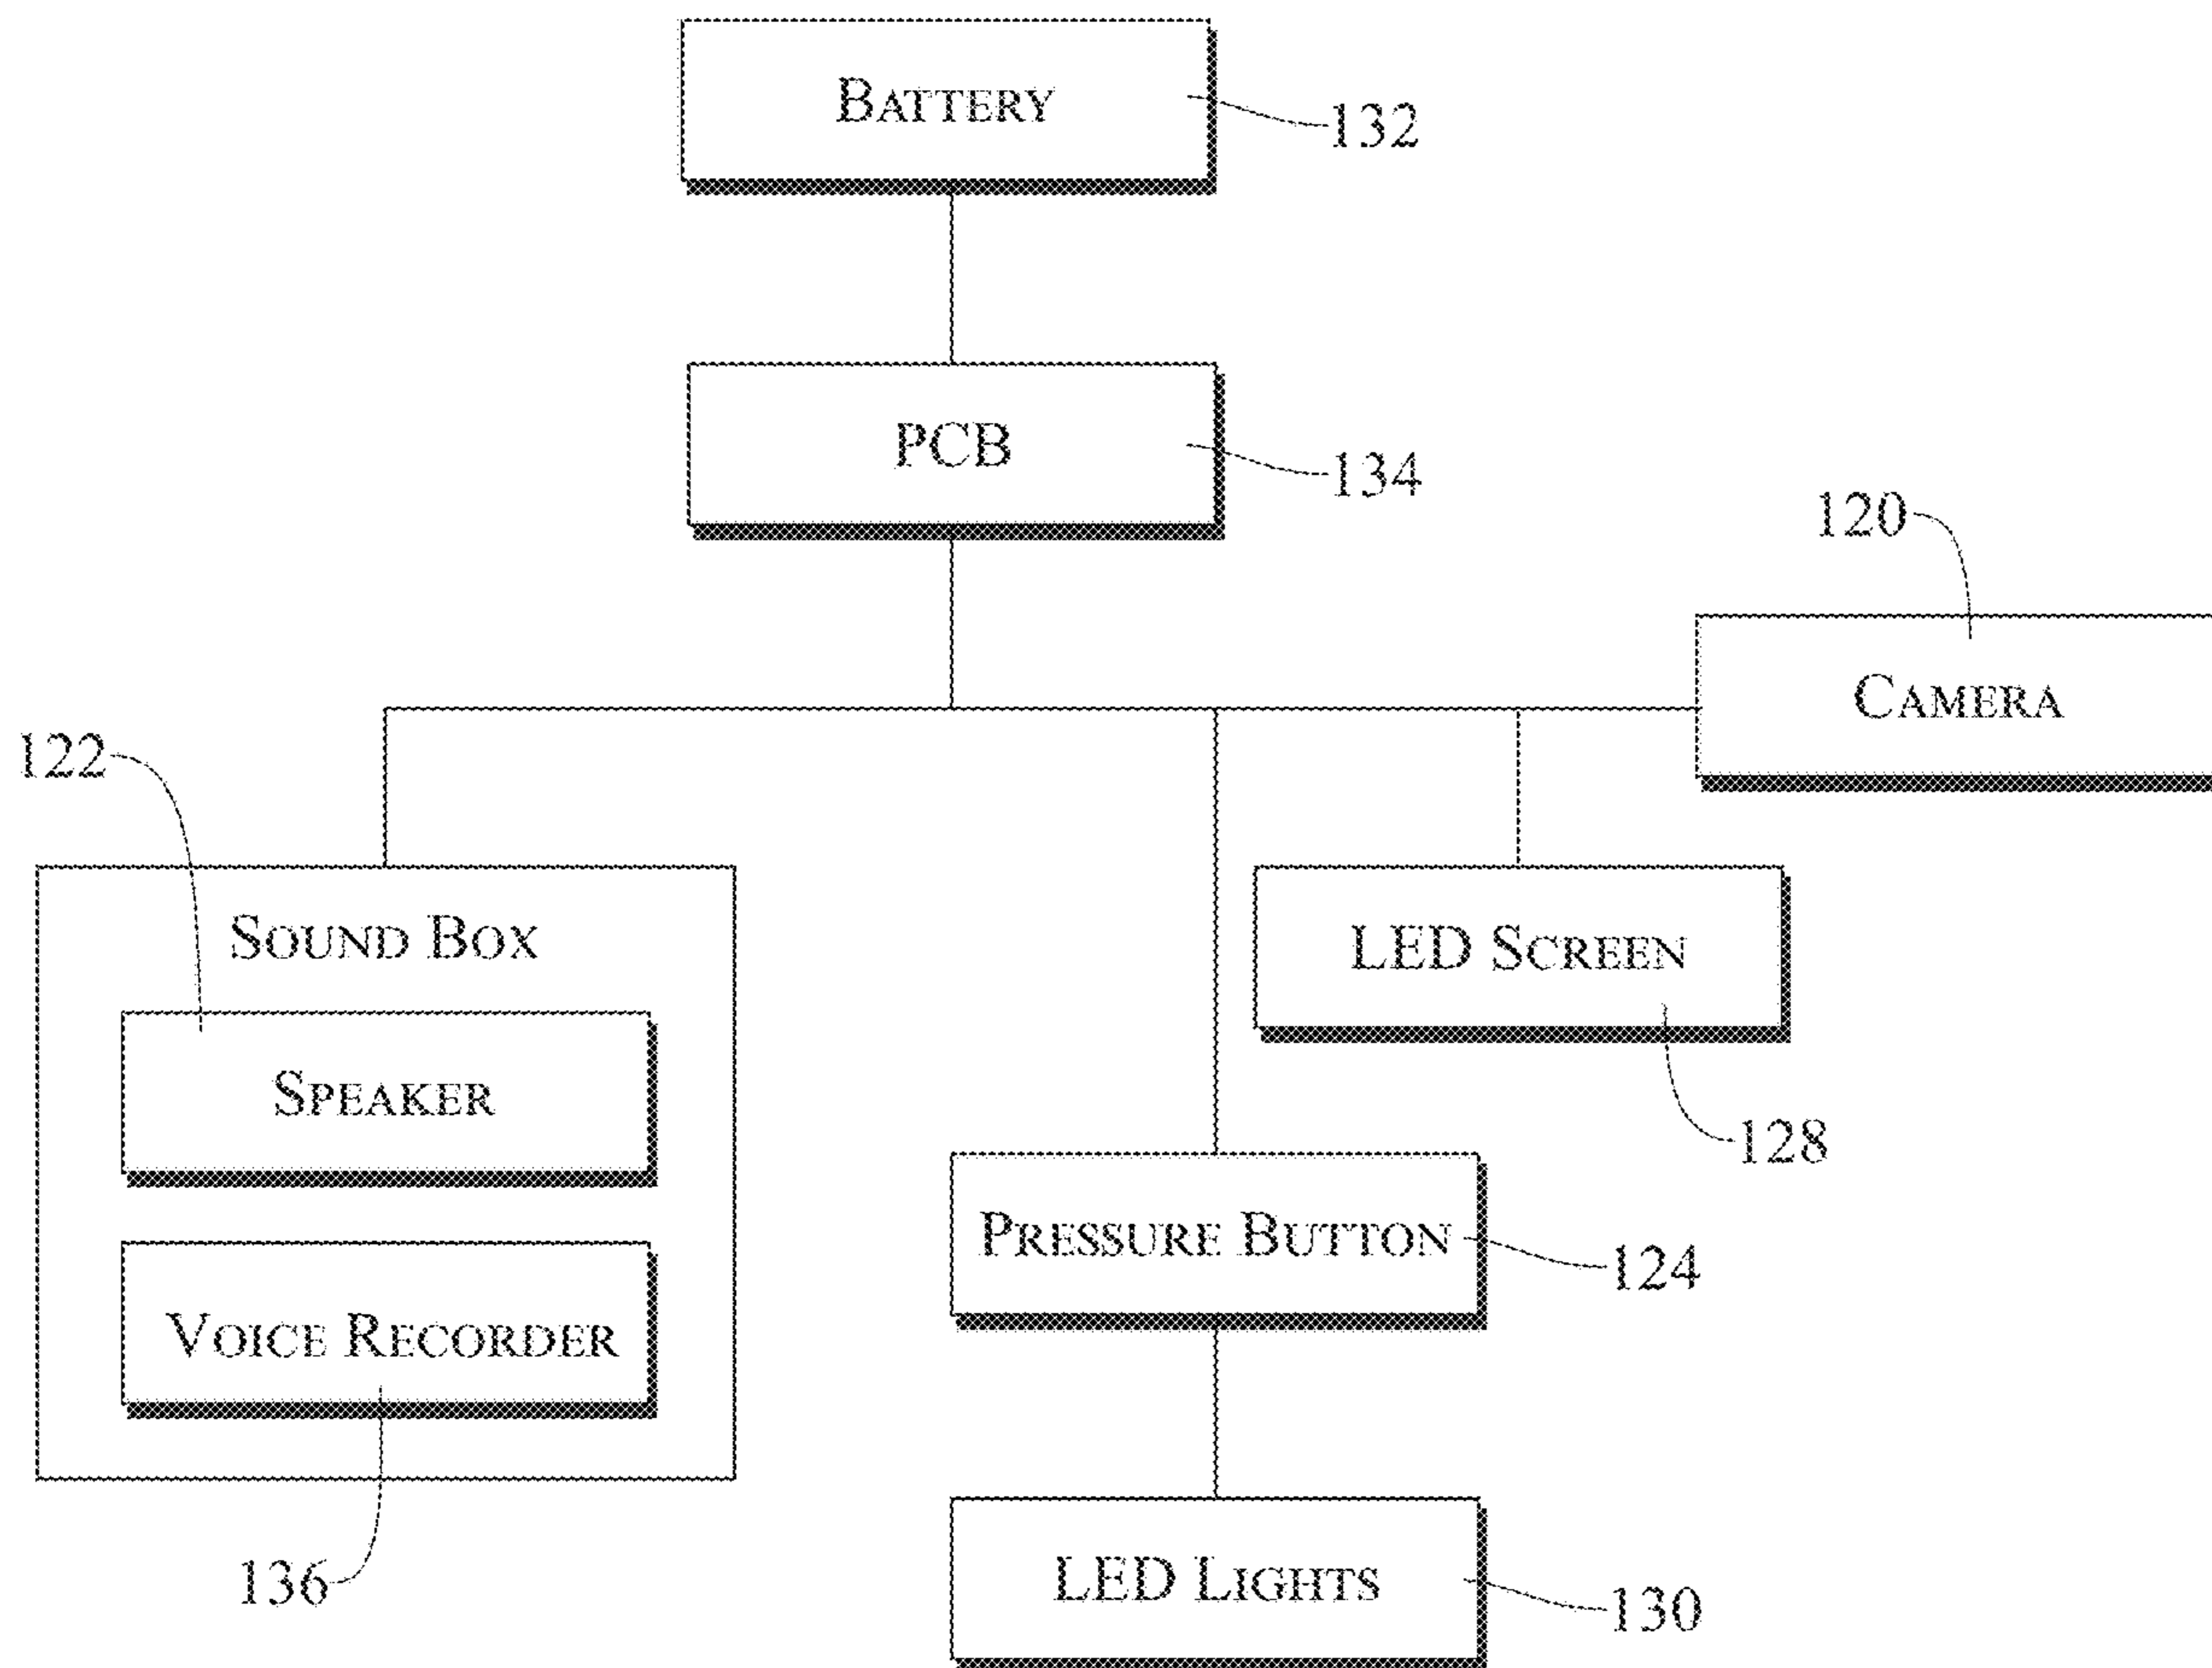 BATTERY
132
PCB
134
120
CAMERA
122
SOUND BOX
LED SCREEN
SPEAKER
128
PRESSURE BUTTON
124
VOICE RECORDER
136
LED LIGHTS
130